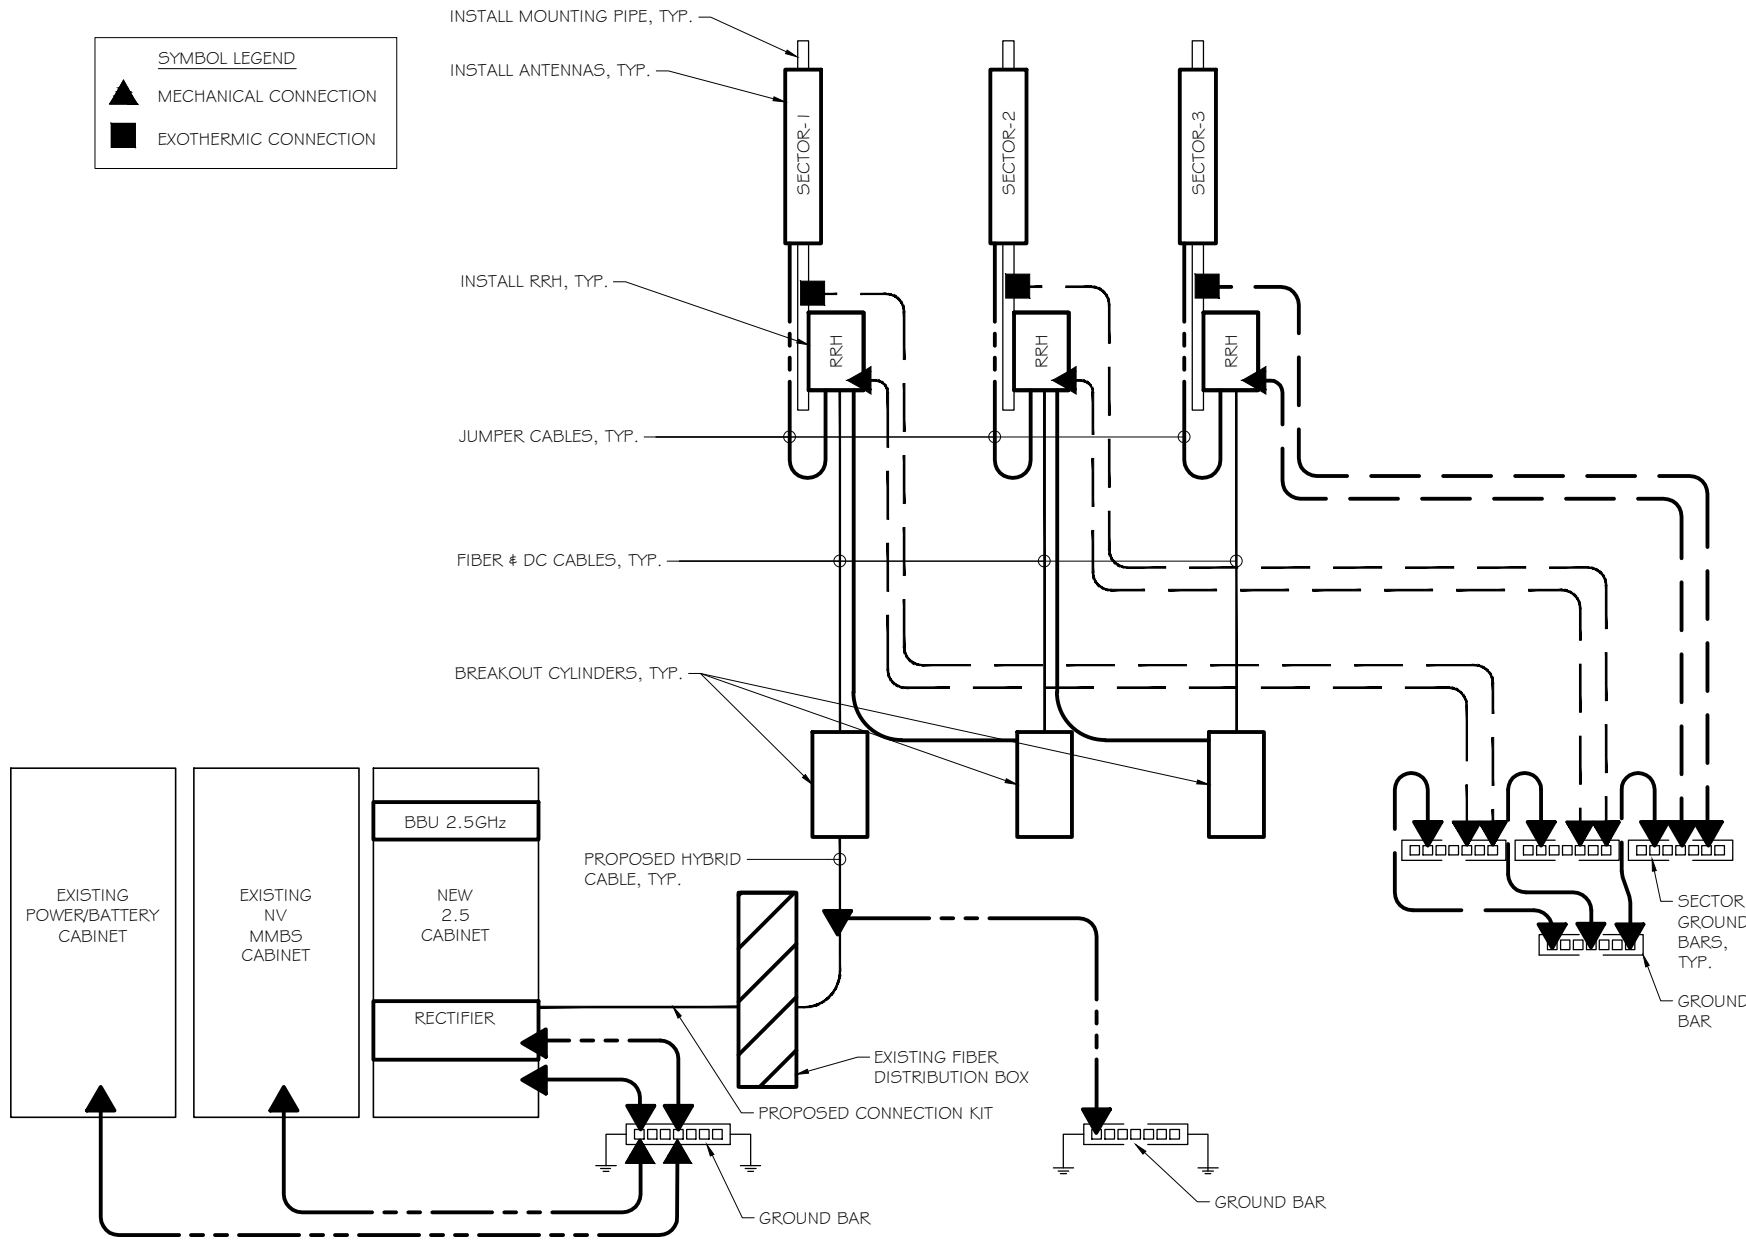 INSTALL MOUNTING PIPE, TYP.
SYMBOL LEGEND
INSTALL ANTENNAS, TYP.
MECHANICAL CONNECTION
EXOTHERMIC CONNECTION
SECTOR-1
SECTOR-2
SECTOR-3
INSTALL RRH, TYP.
RRH
RRH
RRH
JUMPER CABLES, TYP.
FIBER & DC CABLES, TYP.
BREAKOUT CYLINDERS, TYP.
BBU 2.5GHz
PROPOSED HYBRID
CABLE, TYP.
EXISTING
POWER/BATTERY
CABINET
EXISTING
NV
MMBS
CABINET
NEW
2.5
CABINET
SECTOR
GROUND
BARS,
TYP.
GROUND
BAR
RECTIFIER
EXISTING FIBER
DISTRIBUTION BOX
PROPOSED CONNECTION KIT
GROUND BAR
GROUND BAR